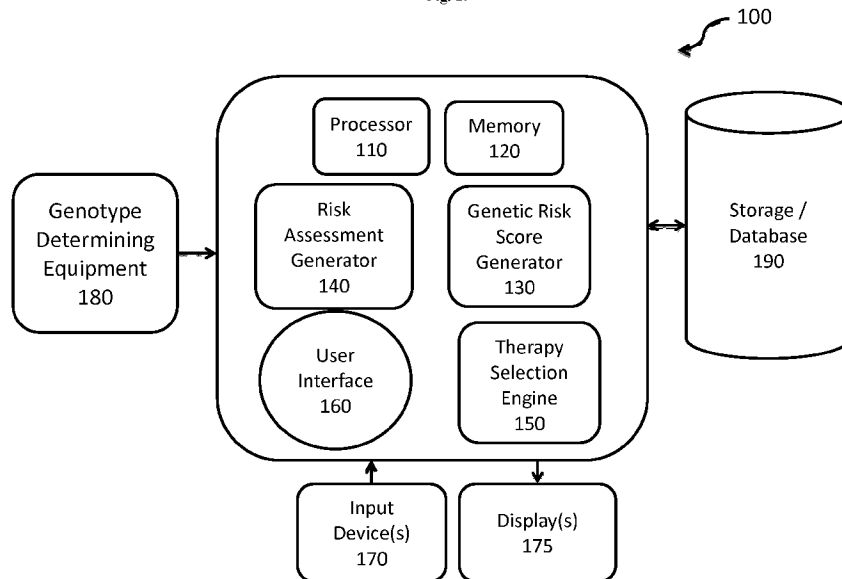 100
Processor
110
Memory
120
Genotype
Determining
Equipment
180
Risk
Assessment
Generator
140
Genetic Risk
Score
Generator
130
Storage /
Database
190
User
Interface
160
Therapy
Selection
Engine
150
Input
Device(s)
170
Display(s)
175